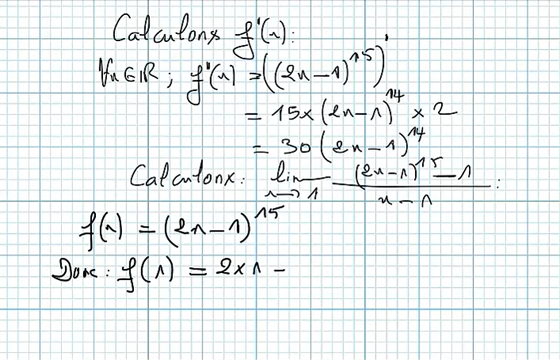 Calculons f'(x):
∀x∈ℝ ; f'(x) = ((2x-1)^15)'
= 15×(2x-1)^14 × 2
= 30(2x-1)^14
Calculons: lim x→1 ((2x-1)^15 - 1)/(x-1) :
f(x) = (2x-1)^15
Donc: f(1) = 2×1 -